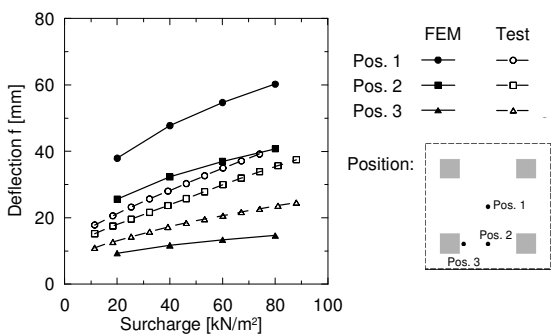 Deflection f [mm]
80
60
40
20
0
0 20 40 60 80 100
Surcharge [kN/m²]
FEM Test
Pos. 1
Pos. 2
Pos. 3
Position:
Pos. 1
Pos. 2
Pos. 3